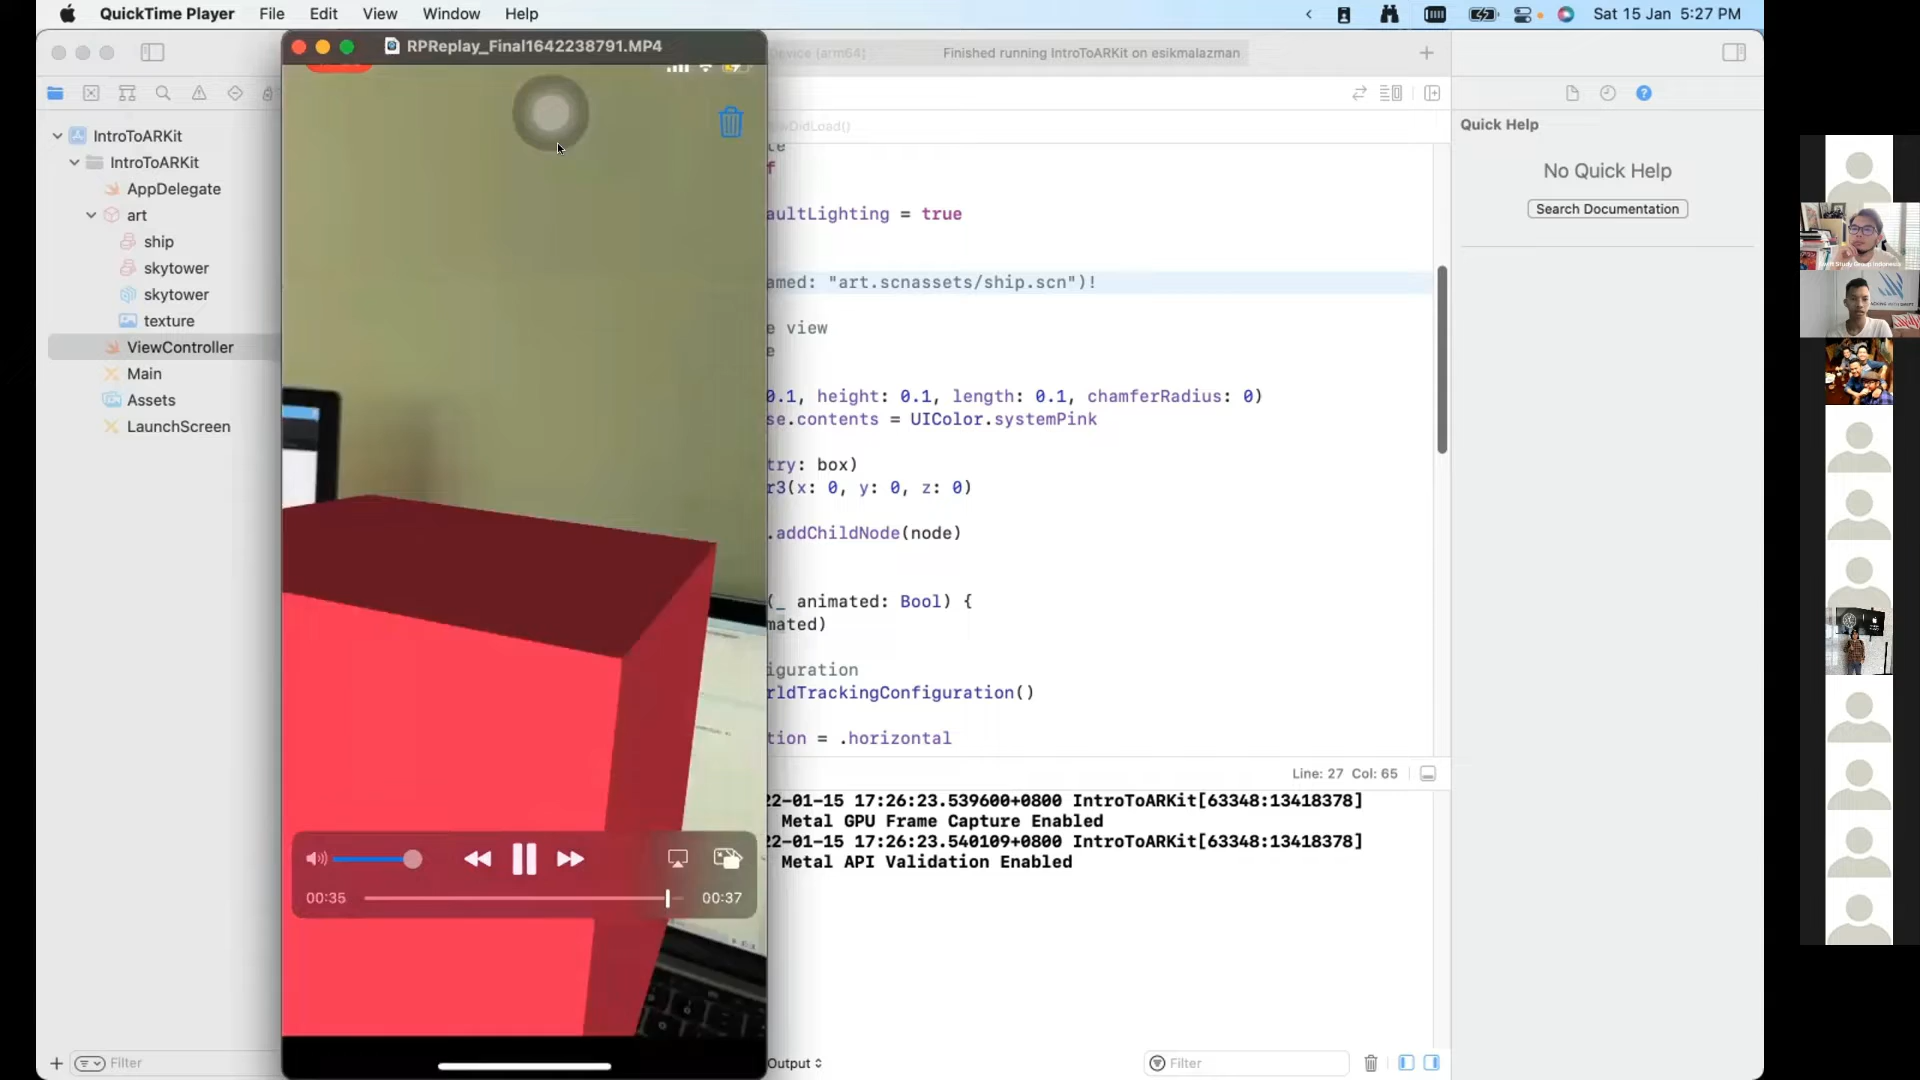 QuickTime Player File Edit View Window Help
Sat 15 Jan 5:27 PM
RPReplay_Final1642238791.MP4
Device (arm64)
Finished running IntroToARKit on esikmalazman
IntroToARKit
IntroToARKit
AppDelegate
art
ship
skytower
skytower
texture
ViewController
Main
Assets
LaunchScreen
Filter
00:35
00:37
wDidLoad()
te
f
aultLighting = true
amed: "art.scnassets/ship.scn")!
e view
e
0.1, height: 0.1, length: 0.1, chamferRadius: 0)
se.contents = UIColor.systemPink
try: box)
r3(x: 0, y: 0, z: 0)
.addChildNode(node)
(_ animated: Bool) {
mated)
iguration
rldTrackingConfiguration()
tion = .horizontal
Line: 27 Col: 65
22-01-15 17:26:23.539600+0800 IntroToARKit[63348:13418378]
Metal GPU Frame Capture Enabled
22-01-15 17:26:23.540109+0800 IntroToARKit[63348:13418378]
Metal API Validation Enabled
Output
Filter
Quick Help
No Quick Help
Search Documentation